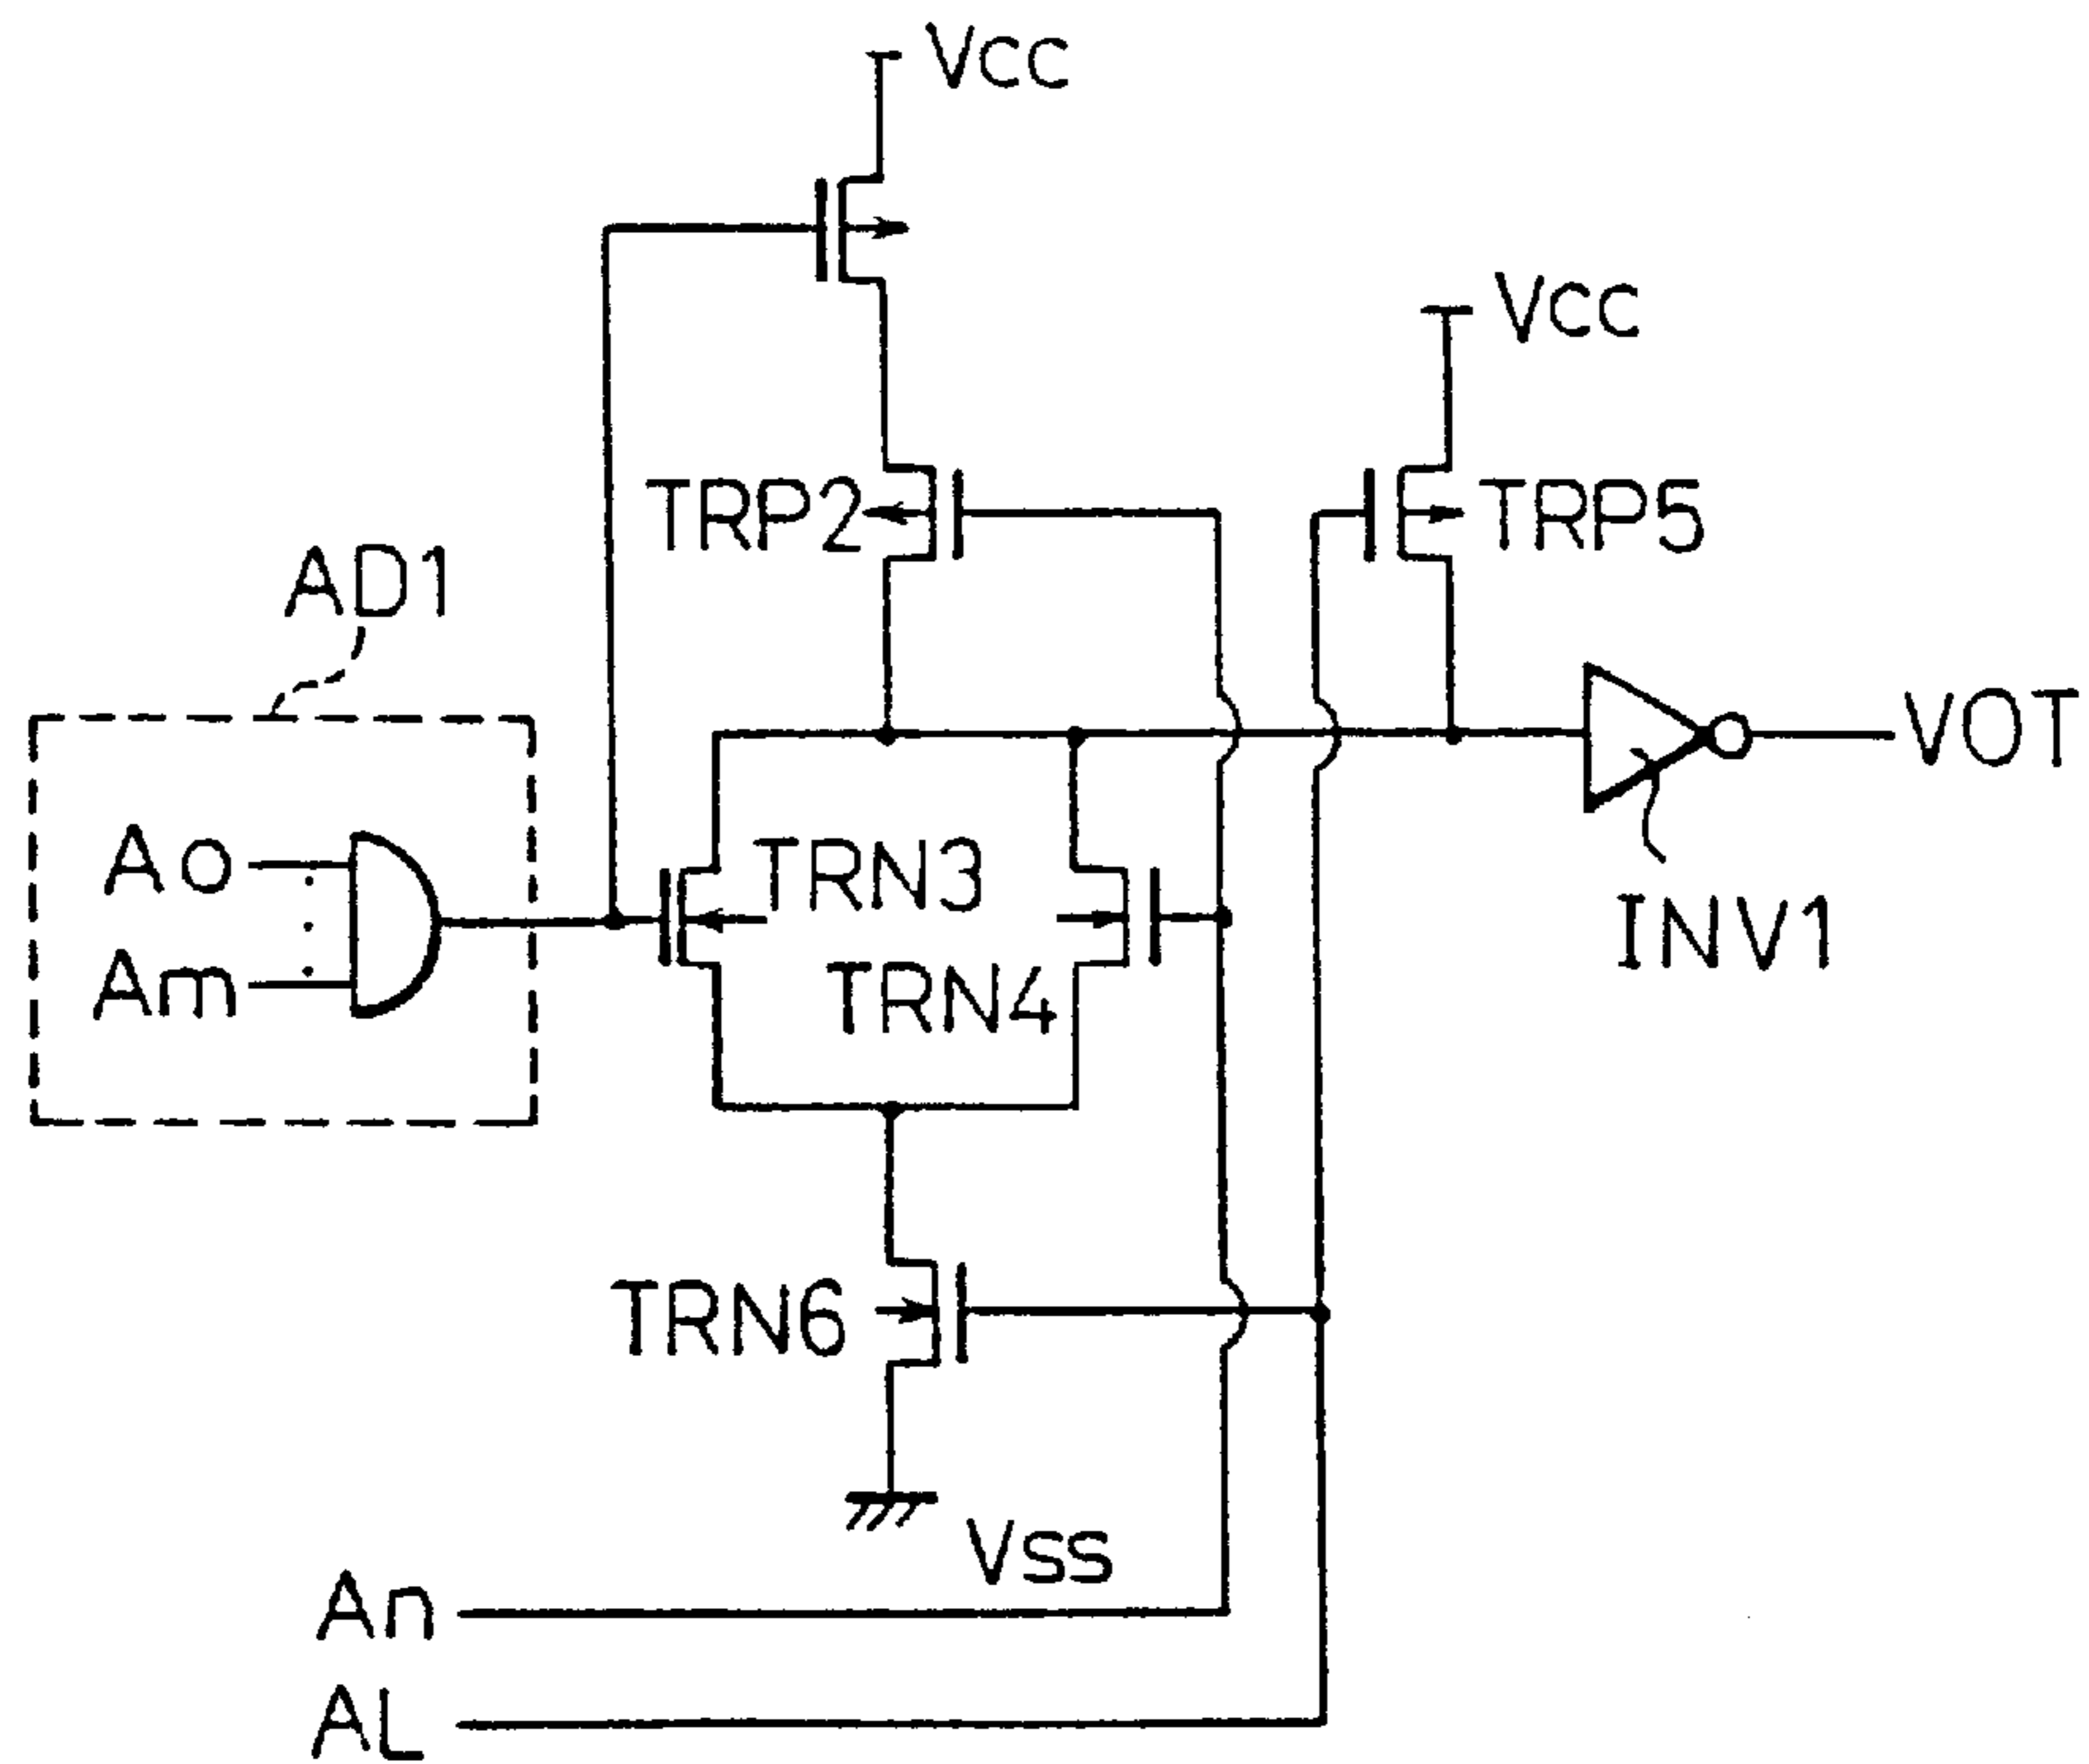 Vcc
Vcc
TRP2
TRP5
AD1
VOT
Ao
TRN3
INV1
Am
TRN4
TRN6
Vss
An
AL